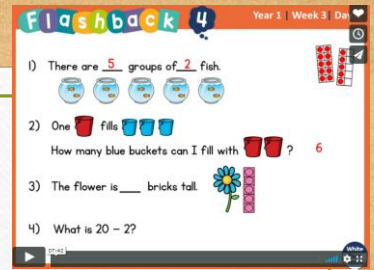 Flashback 4
Year 1 | Week 3 | Da
1) There are 5 groups of 2 fish.
2) One fills
How many blue buckets can I fill with ? 6
3) The flower is ___ bricks tall.
4) What is 20 – 2?
07:42
White